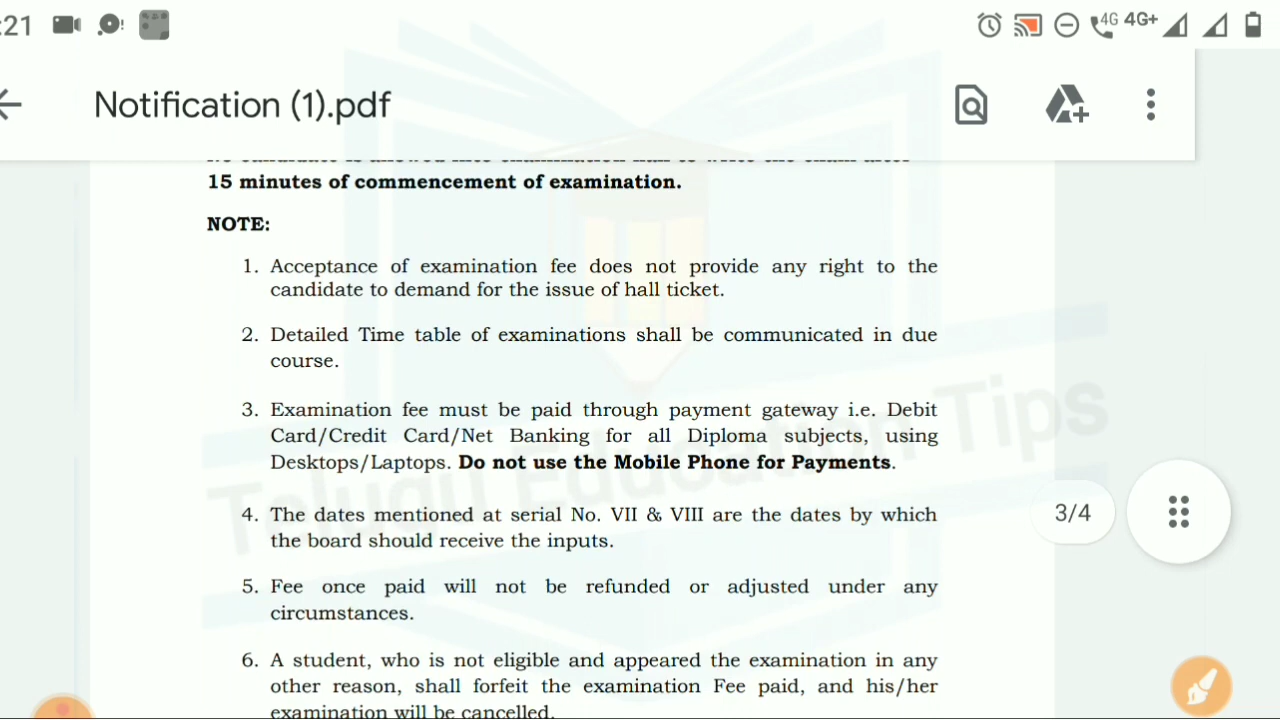 :21
4G 4G+
Notification (1).pdf
15 minutes of commencement of examination.
NOTE:
1. Acceptance of examination fee does not provide any right to the
candidate to demand for the issue of hall ticket.
2. Detailed Time table of examinations shall be communicated in due
course.
3. Examination fee must be paid through payment gateway i.e. Debit
Card/Credit Card/Net Banking for all Diploma subjects, using
Desktops/Laptops. Do not use the Mobile Phone for Payments.
4. The dates mentioned at serial No. VII & VIII are the dates by which
the board should receive the inputs.
3/4
5. Fee once paid will not be refunded or adjusted under any
circumstances.
6. A student, who is not eligible and appeared the examination in any
other reason, shall forfeit the examination Fee paid, and his/her
examination will be cancelled.
Telugu Education Tips